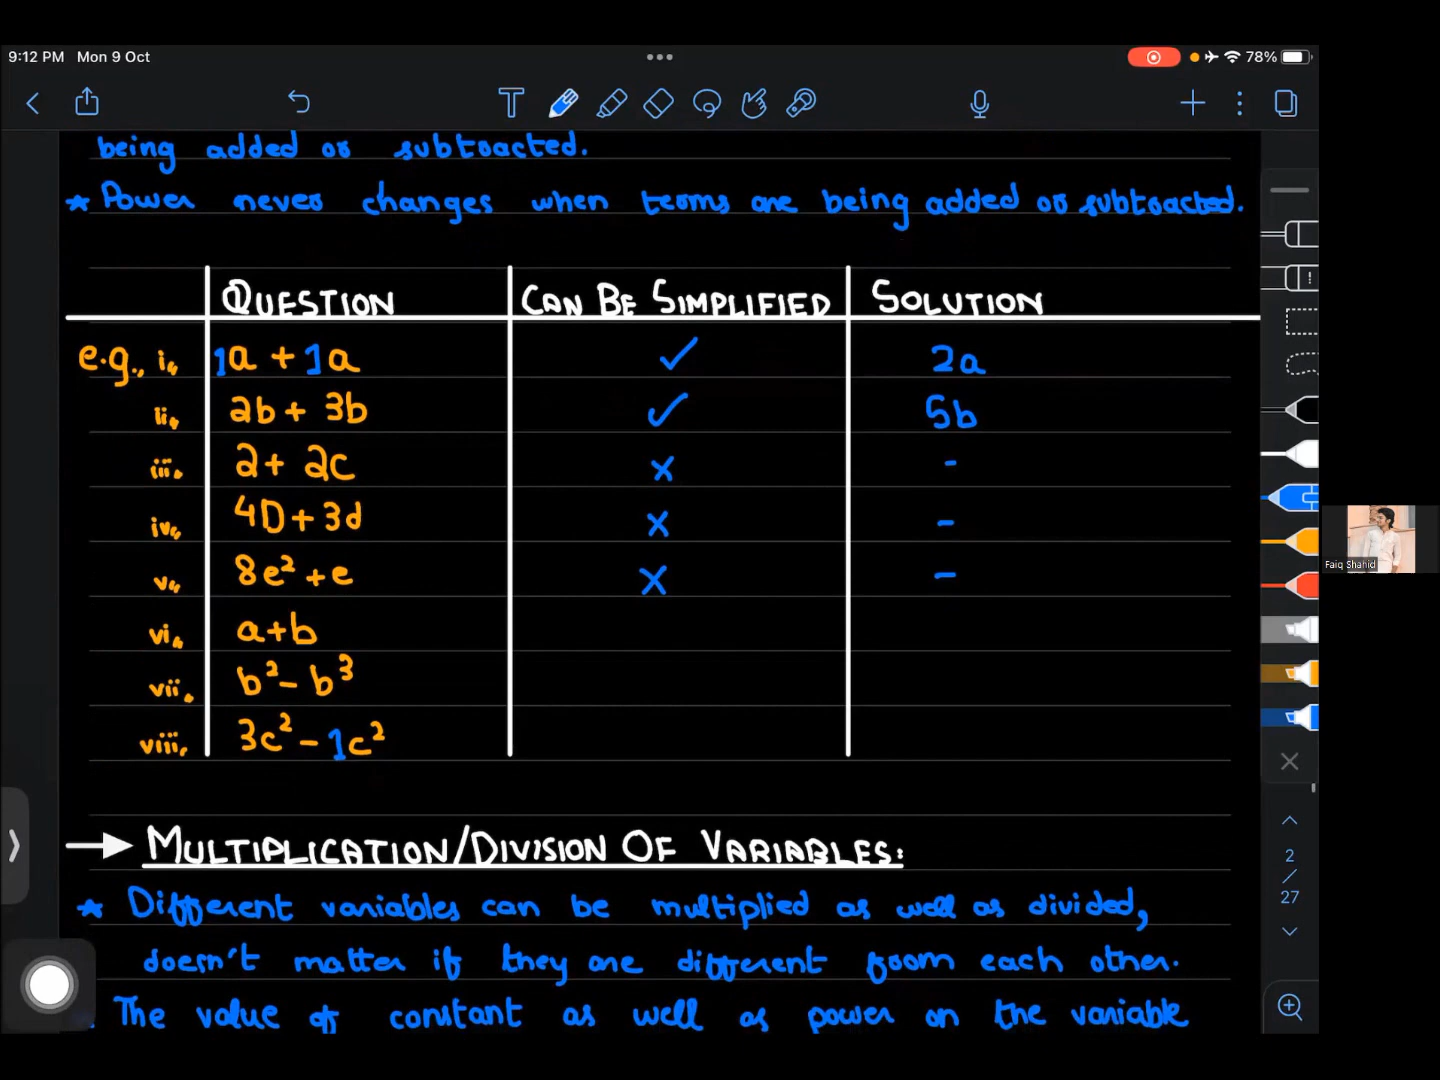 9:12 PM Mon 9 Oct
78%
being added or subtracted.
★ Power never changes when terms are being added or subtracted.
QUESTION CAN BE SIMPLIFIED SOLUTION
e.g., i. 1a + 1a ✓ 2a
ii. 2b + 3b ✓ 5b
iii. 2 + 2c × -
iv. 4D + 3d × -
v. 8e² + e × -
vi. a+b
vii. b² - b³
viii. 3c² - 1c²
→ MULTIPLICATION/DIVISION OF VARIABLES:
★ Different variables can be multiplied as well as divided,
doesn't matter if they are different from each other.
The value of constant as well as power on the variable
2
/
27
Faiq Shahid